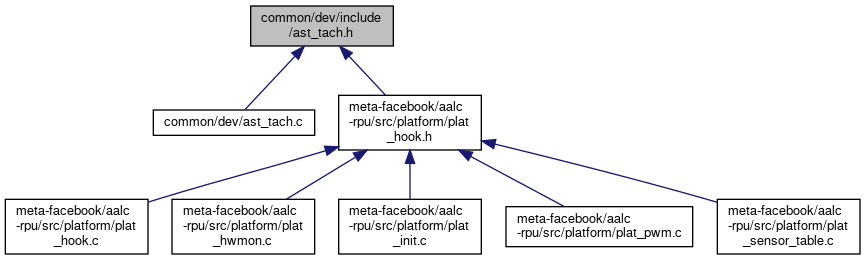 common/dev/include
/ast_tach.h
common/dev/ast_tach.c
meta-facebook/aalc
-rpu/src/platform/plat
_hook.h
meta-facebook/aalc
-rpu/src/platform/plat
_hook.c
meta-facebook/aalc
-rpu/src/platform/plat
_hwmon.c
meta-facebook/aalc
-rpu/src/platform/plat
_init.c
meta-facebook/aalc
-rpu/src/platform/plat_pwm.c
meta-facebook/aalc
-rpu/src/platform/plat
_sensor_table.c